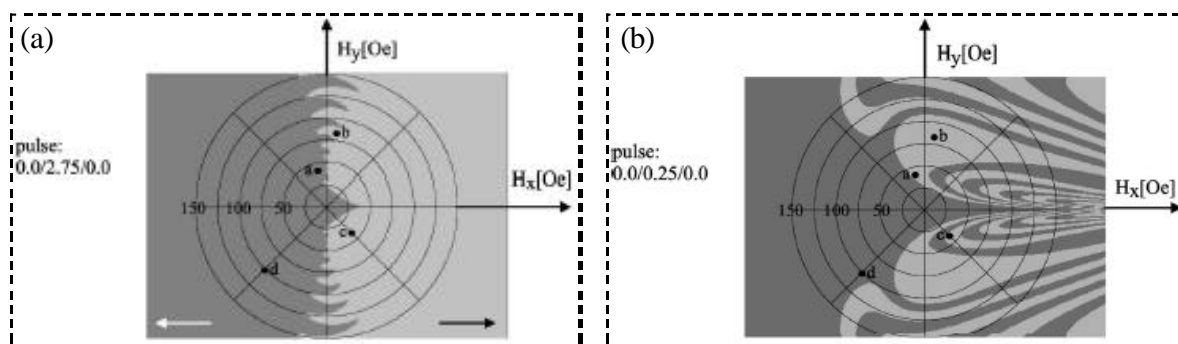 (a)
Hy[Oe]
pulse:
0.0/2.75/0.0
b
a
Hx[Oe]
150 100 50
c
d
(b)
Hy[Oe]
pulse:
0.0/0.25/0.0
b
a
Hx[Oe]
150 100 50
c
d